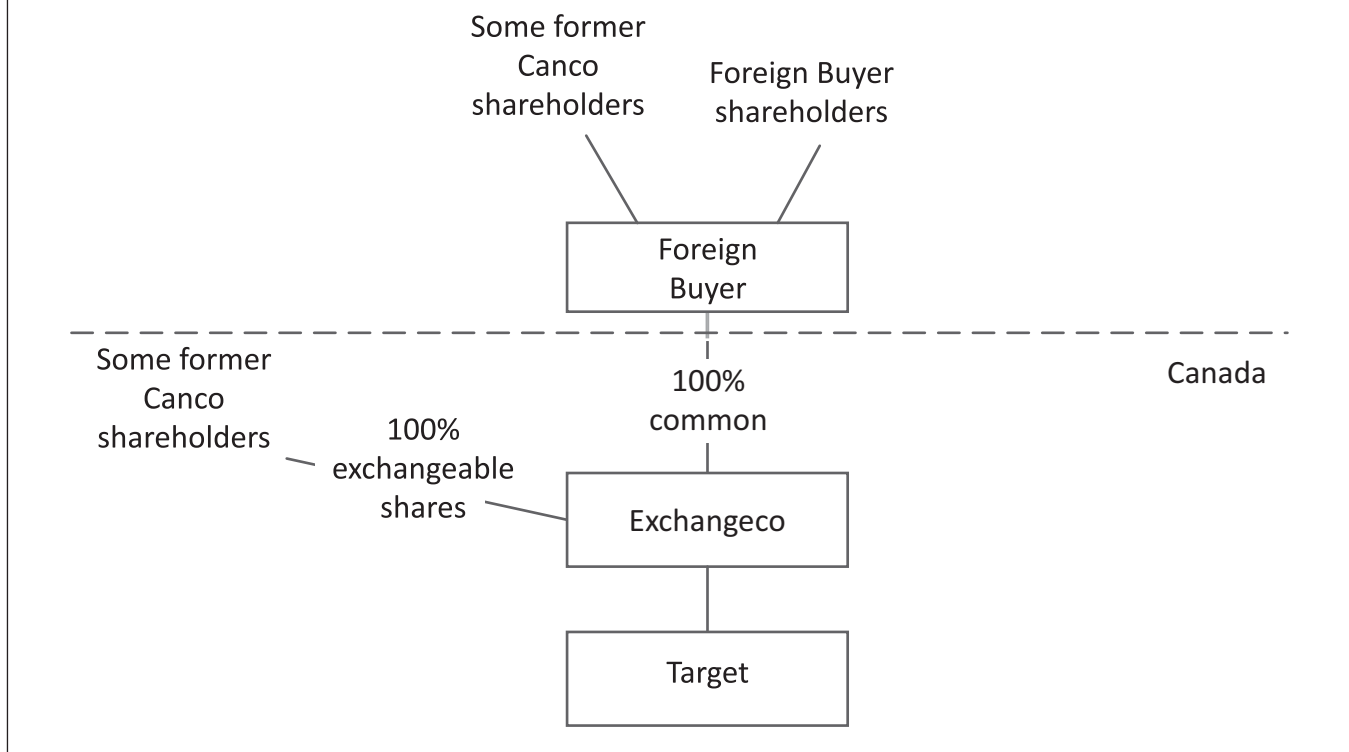 Some former
Canco
shareholders
Foreign Buyer
shareholders
Foreign
Buyer
Some former
Canco
shareholders
100%
common
Canada
100%
exchangeable
shares
Exchangeco
Target